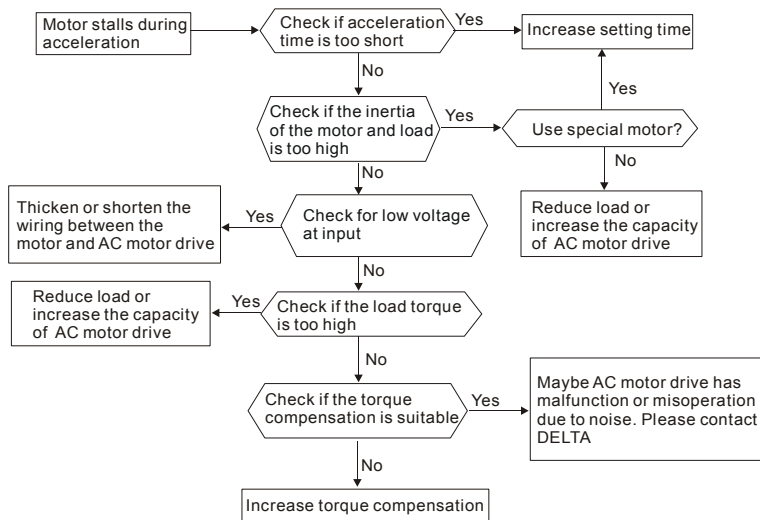 Motor stalls during
acceleration
Check if acceleration
time is too short
Yes
Increase setting time
No
Yes
Check if the inertia
of the motor and load
is too high
Yes
Use special motor?
No
No
Thicken or shorten the
wiring between the
motor and AC motor drive
Yes
Check for low voltage
at input
Reduce load or
increase the capacity
of AC motor drive
No
Reduce load or
increase the capacity
of AC motor drive
Yes
Check if the load torque
is too high
No
Check if the torque
compensation is suitable
Yes
Maybe AC motor drive has
malfunction or misoperation
due to noise. Please contact
DELTA
No
Increase torque compensation